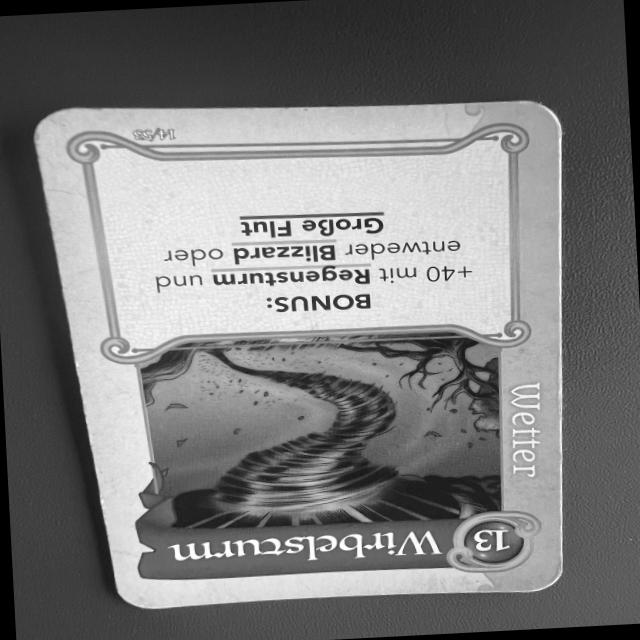 13 Wirbelsturm
Wetter
BONUS:
+40 mit Regensturm und
entweder Blizzard oder
Große Flut
14/53